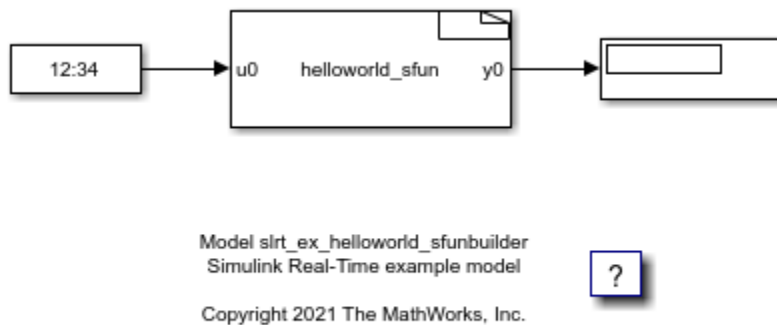 12:34
u0 helloworld_sfun y0
Model slrt_ex_helloworld_sfunbuilder
Simulink Real-Time example model
?
Copyright 2021 The MathWorks, Inc.